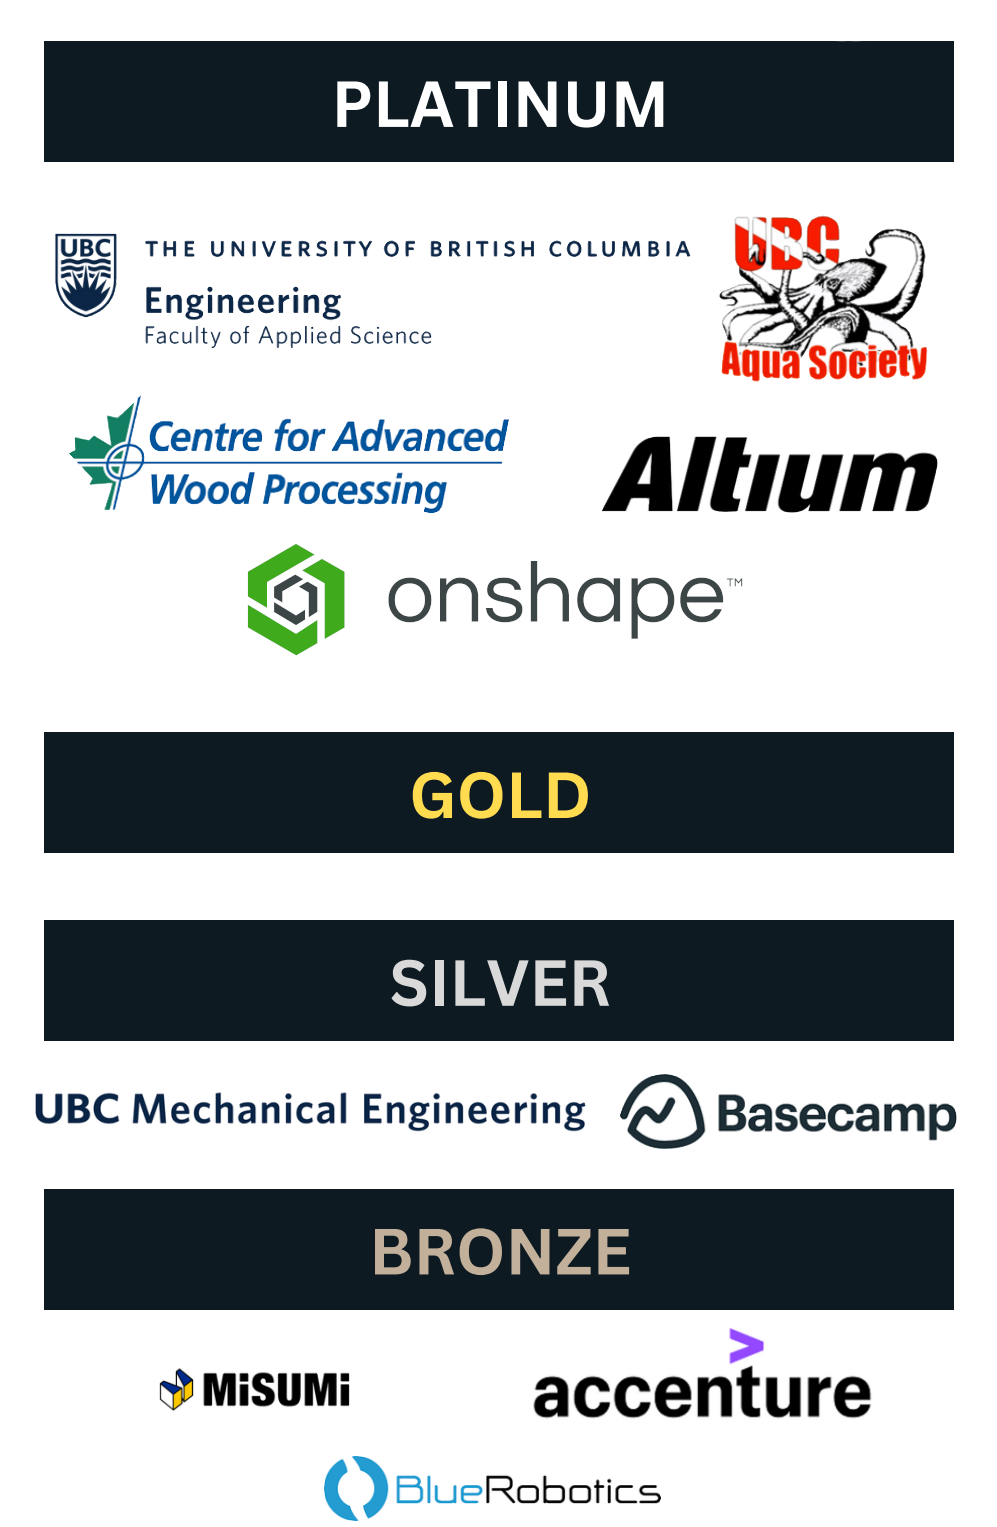 PLATINUM
UBC
THE UNIVERSITY OF BRITISH COLUMBIA
Engineering
Faculty of Applied Science
UBC
Aqua Society
Centre for Advanced
Wood Processing
Altium
onshape™
GOLD
SILVER
UBC Mechanical Engineering
Basecamp
BRONZE
MiSUMi
accenture
BlueRobotics